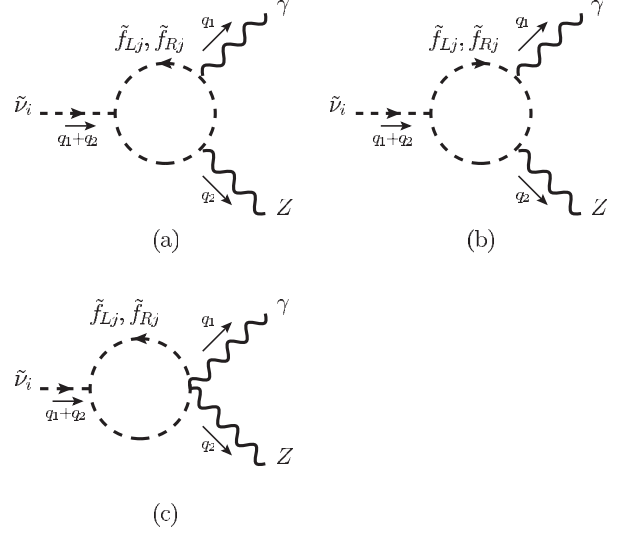 f̃_{Lj}, f̃_{Rj} q₁ γ
ν̃ᵢ
q₁+q₂
q₂ Z
(a)
f̃_{Lj}, f̃_{Rj} q₁ γ
ν̃ᵢ
q₁+q₂
q₂ Z
(b)
f̃_{Lj}, f̃_{Rj} q₁ γ
ν̃ᵢ
q₁+q₂
q₂ Z
(c)